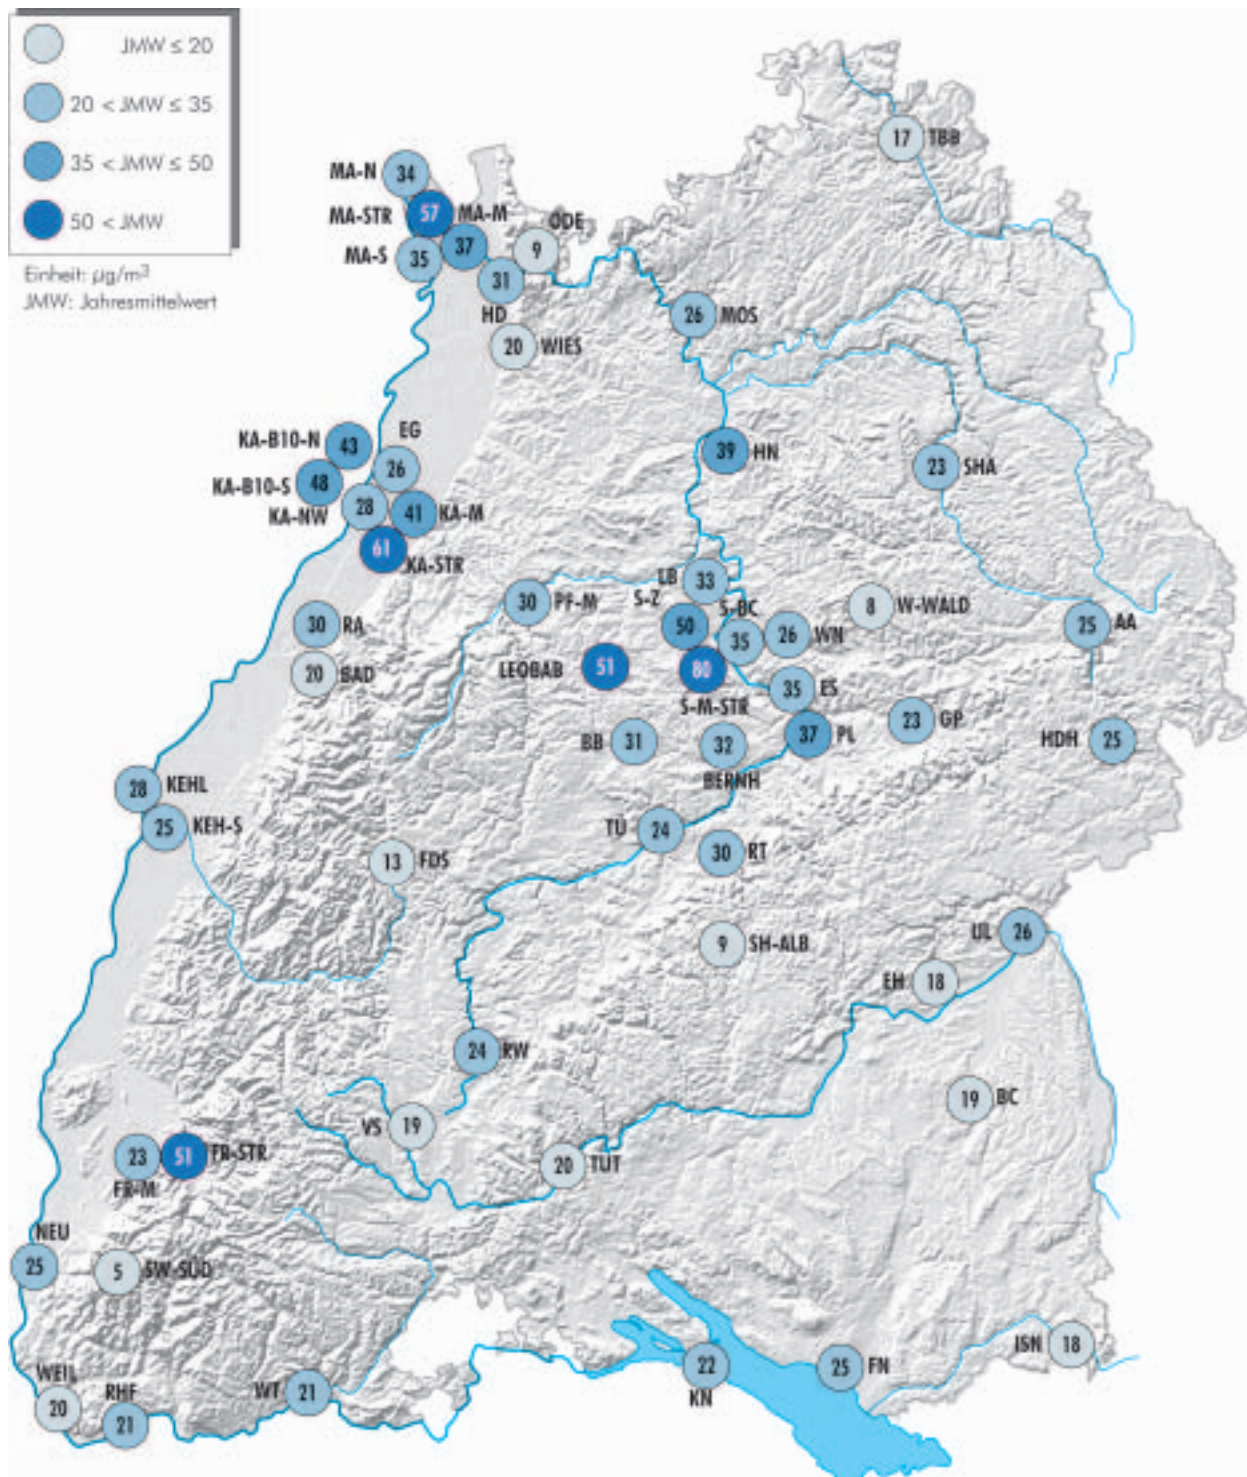 JMW ≤ 20
20 < JMW ≤ 35
35 < JMW ≤ 50
50 < JMW
Einheit: µg/m³
JMW: Jahresmittelwert
17 TBB
MA-N 34
MA-STR 57
MA-M 37
ODE 9
MA-S 35
31 HD
26 MOS
20 WIES
KA-B10-N 43
EG 26
39 HN
23 SHA
KA-B10-S 48
KA-NW 28
41 KA-M
61 KA-STR
LB 33
30 PF-M
S-Z 50
S-BC 35
26 WN
8 W-WALD
AA 25
30 RA
20 BAD
LEOBAB 51
80 S-M-STR
35 ES
37 PL
23 GP
HDH 25
BB 31
32 BERNH
28 KEHL
25 KEH-S
TÜ 24
30 RT
13 FDS
9 SH-ALB
UL 26
EH 18
24 RW
19 BC
VS 19
20 TUT
23 FR-M
51 FR-STR
NEU 25
5 SW-SÜD
ISN 18
22 KN
25 FN
WEIL 20
RHF 21
WT 21